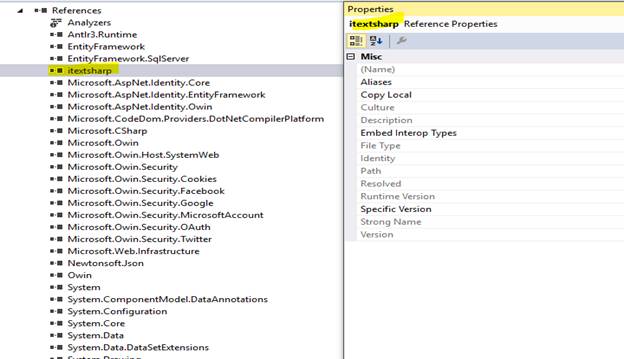 References
Analyzers
Antlr3.Runtime
EntityFramework
EntityFramework.SqlServer
itextsharp
Microsoft.AspNet.Identity.Core
Microsoft.AspNet.Identity.EntityFramework
Microsoft.AspNet.Identity.Owin
Microsoft.CodeDom.Providers.DotNetCompilerPlatform
Microsoft.CSharp
Microsoft.Owin
Microsoft.Owin.Host.SystemWeb
Microsoft.Owin.Security
Microsoft.Owin.Security.Cookies
Microsoft.Owin.Security.Facebook
Microsoft.Owin.Security.Google
Microsoft.Owin.Security.MicrosoftAccount
Microsoft.Owin.Security.OAuth
Microsoft.Owin.Security.Twitter
Microsoft.Web.Infrastructure
Newtonsoft.Json
Owin
System
System.ComponentModel.DataAnnotations
System.Configuration
System.Core
System.Data
System.Data.DataSetExtensions
System.Drawing
Properties
itextsharp Reference Properties
Misc
(Name)
Aliases
Copy Local
Culture
Description
Embed Interop Types
File Type
Identity
Path
Resolved
Runtime Version
Specific Version
Strong Name
Version